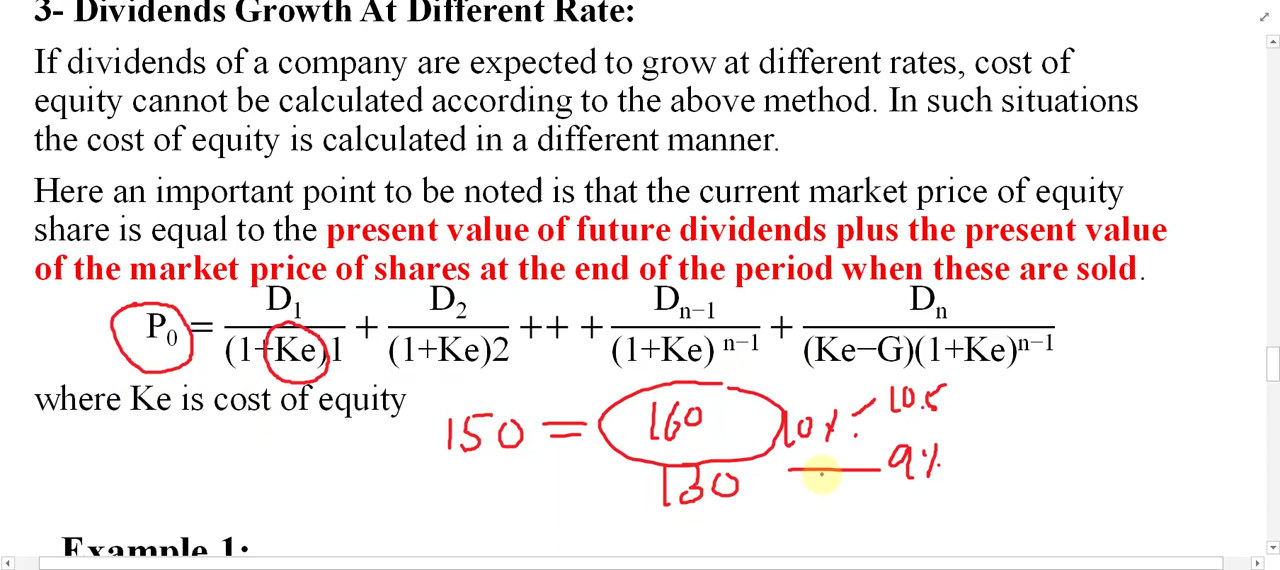 3- Dividends Growth At Different Rate:
If dividends of a company are expected to grow at different rates, cost of
equity cannot be calculated according to the above method. In such situations
the cost of equity is calculated in a different manner.
Here an important point to be noted is that the current market price of equity
share is equal to the present value of future dividends plus the present value
of the market price of shares at the end of the period when these are sold.
P₀ = D₁/(1+Ke)1 + D₂/(1+Ke)2 ++ + Dₙ₋₁/(1+Ke) ⁿ⁻¹ + Dₙ/(Ke−G)(1+Ke)ⁿ⁻¹
where Ke is cost of equity
150 = 160 10%. 10.5
130 9%
Example 1: